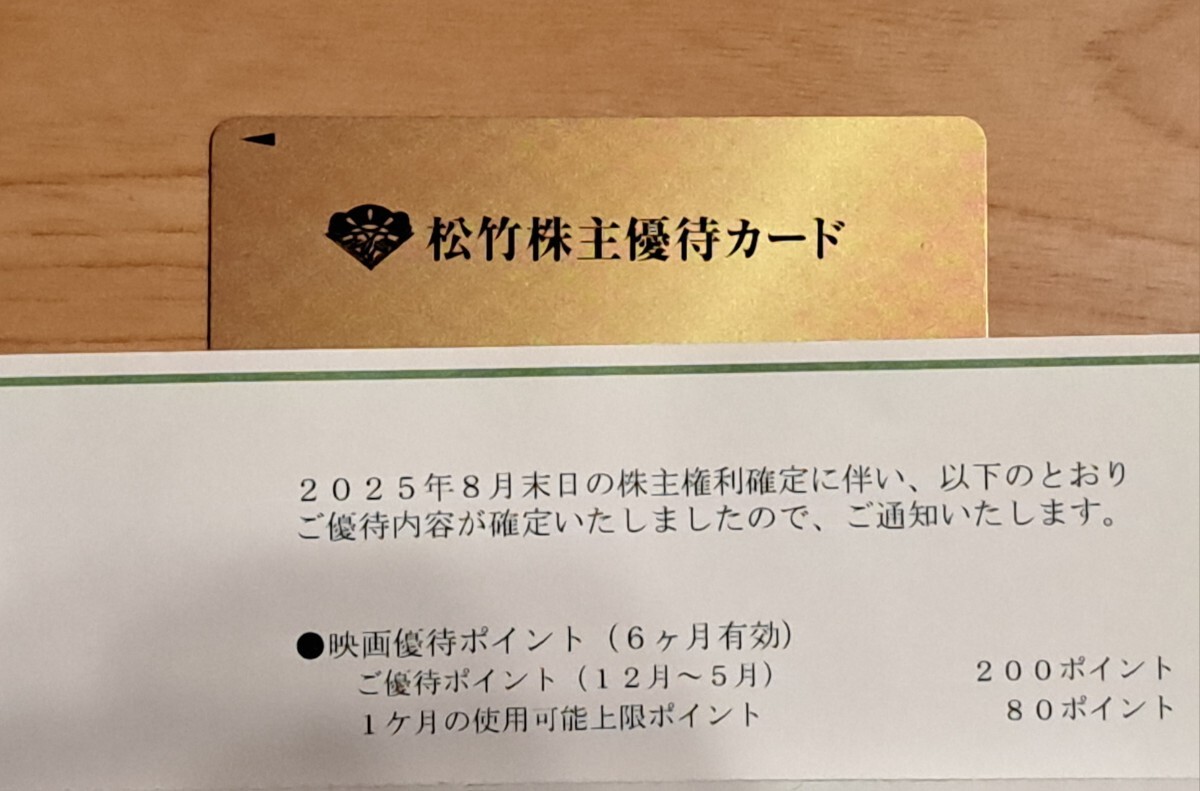 松竹株主優待カード
２０２５年８月末日の株主権利確定に伴い、以下のとおり
ご優待内容が確定いたしましたので、ご通知いたします。
●映画優待ポイント（６ヶ月有効）
ご優待ポイント（１２月～５月） ２００ポイント
１ケ月の使用可能上限ポイント ８０ポイント